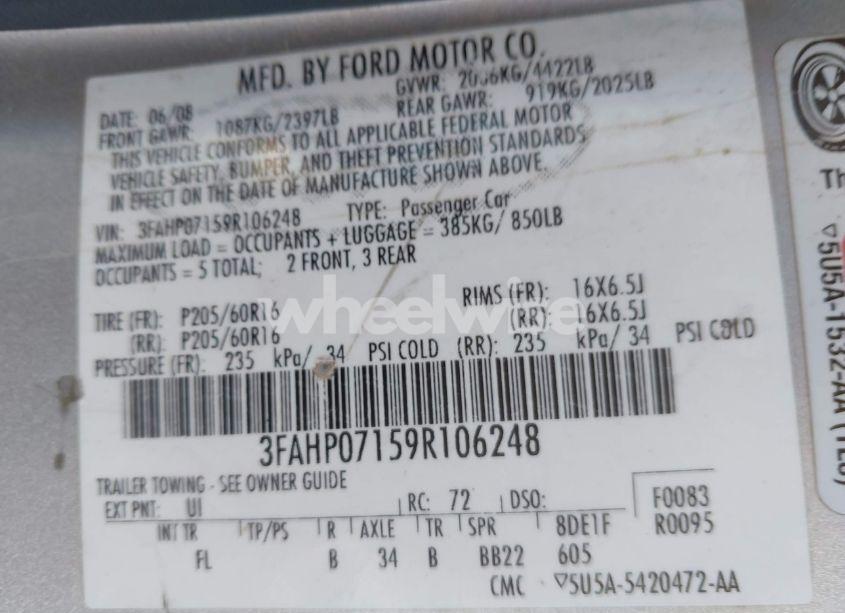 MFD. BY FORD MOTOR CO.
DATE: 06/08 GVWR: 2006KG/4422LB
FRONT GAWR: 1087KG/2397LB REAR GAWR: 919KG/2025LB
THIS VEHICLE CONFORMS TO ALL APPLICABLE FEDERAL MOTOR
VEHICLE SAFETY, BUMPER, AND THEFT PREVENTION STANDARDS
IN EFFECT ON THE DATE OF MANUFACTURE SHOWN ABOVE.
VIN: 3FAHP07159R106248 TYPE: Passenger Car
MAXIMUM LOAD = OCCUPANTS + LUGGAGE = 385KG/ 850LB
OCCUPANTS = 5 TOTAL; 2 FRONT, 3 REAR
TIRE (FR): P205/60R16 RIMS (FR): 16X6.5J
(RR): P205/60R16 (RR): 16X6.5J
PRESSURE (FR): 235 kPa/ 34 PSI COLD (RR): 235 kPa/ 34 PSI COLD
wheelwise
3FAHP07159R106248
TRAILER TOWING - SEE OWNER GUIDE
EXT PNT: UI RC: 72 DSO: F0083
INT TR TP/PS R AXLE TR SPR 8DE1F R0095
FL B 34 B BB22 605
CMC ▽5U5A-5420472-AA
Th
▽5U5A-1532-AA